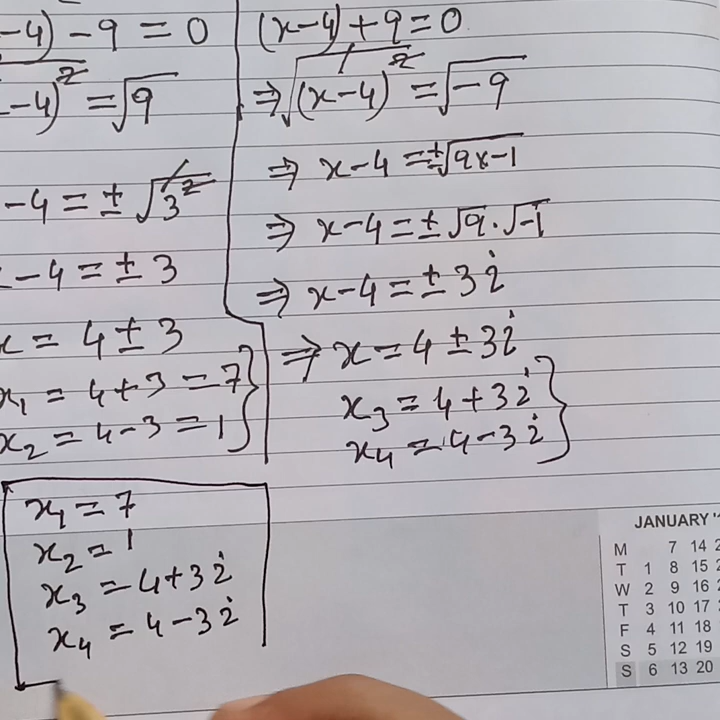 -4) - 9 = 0
-4)² = √9
-4 = ± √3²
-4 = ± 3
x = 4 ± 3
x₁ = 4+3 = 7
x₂ = 4-3 = 1
(x-4) + 9 = 0
⇒ √(x-4)² = √-9
⇒ x-4 = ±√9x-1
⇒ x-4 = ± √9 . √-1
⇒ x-4 = ± 3i
⇒ x = 4 ± 3i
x₃ = 4+3i
x₄ = 4-3i
x₁ = 7
x₂ = 1
x₃ = 4+3i
x₄ = 4-3i
JANUARY '
M 7 14 2
T 1 8 15 2
W 2 9 16 2
T 3 10 17
F 4 11 18
S 5 12 19
S 6 13 20